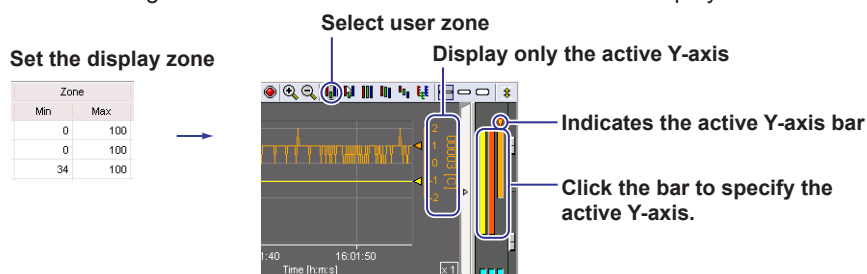 Select user zone
Set the display zone
Display only the active Y-axis
Zone
Min Max
0 100
0 100
34 100
Indicates the active Y-axis bar
Click the bar to specify the
active Y-axis.
2
1
0
-1
-2
00003 [C]
1:40 16:01:50
Time [h:m:s]
x 1